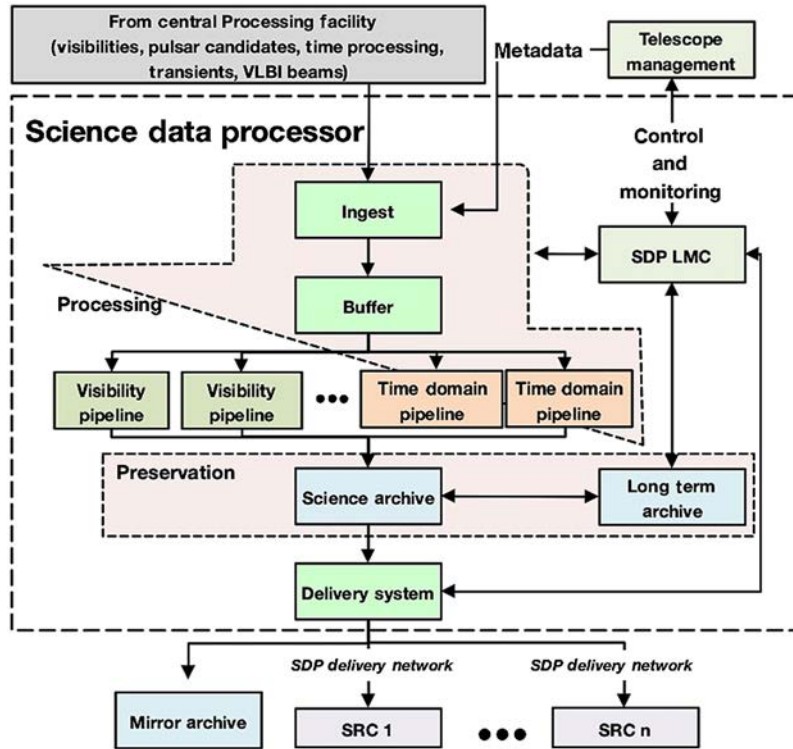 From central Processing facility
(visibilities, pulsar candidates, time processing,
transients, VLBI beams)
Metadata
Telescope
management
Science data processor
Control
and
monitoring
Ingest
SDP LMC
Buffer
Processing
Visibility
pipeline
Visibility
pipeline
Time domain
pipeline
Time domain
pipeline
Preservation
Science archive
Long term
archive
Delivery system
SDP delivery network
SDP delivery network
Mirror archive
SRC 1
SRC n